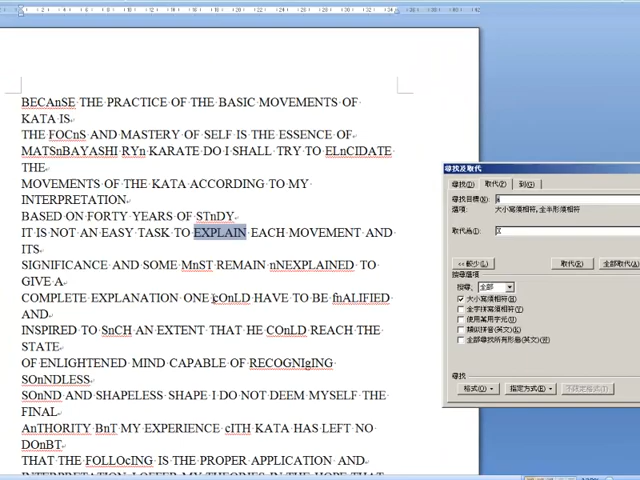 BECAnSE THE PRACTICE OF THE BASIC MOVEMENTS OF
KATA IS
THE FOCnS AND MASTERY OF SELF IS THE ESSENCE OF
MATSnBAYASHI RYn KARATE DO I SHALL TRY TO ELnCIDATE
THE
MOVEMENTS OF THE KATA ACCORDING TO MY
INTERPRETATION
BASED ON FORTY YEARS OF STnDY
IT IS NOT AN EASY TASK TO EXPLAIN EACH MOVEMENT AND
ITS
SIGNIFICANCE AND SOME MnST REMAIN nNEXPLAINED TO
GIVE A
COMPLETE EXPLANATION ONE cOnLD HAVE TO BE fnALIFIED
AND
INSPIRED TO SnCH AN EXTENT THAT HE COnLD REACH THE
STATE
OF ENLIGHTENED MIND CAPABLE OF RECOGNIgING
SOnNDLESS
SOnND AND SHAPELESS SHAPE I DO NOT DEEM MYSELF THE
FINAL
AnTHORITY BnT MY EXPERIENCE cITH KATA HAS LEFT NO
DOnBT
THAT THE FOLLOcING IS THE PROPER APPLICATION AND
INTERPRETATION I OFFER MY THEORIES IN THE HOPE THAT
尋找及取代
尋找(D) 取代(P) 到(G)
尋找目標(N):
選項: 大小寫須相符, 全半形須相符
取代為(I): X
<< 較少(L) 取代(R) 全部取代(A)
搜尋選項
搜尋: 全部
大小寫須相符(H)
全字拼寫須相符(Y)
使用萬用字元(U)
類似拼音(英文)(K)
全部尋找所有形態(英文)(W)
尋找
格式(O) 指定方式(E) 不限定格式(T)